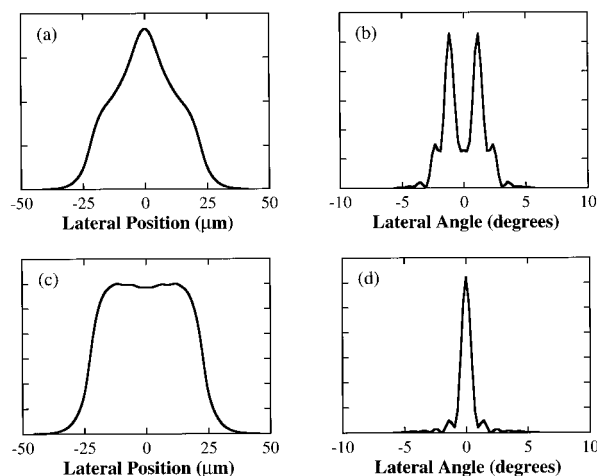 (a)
(b)
-50 -25 0 25 50
-10 -5 0 5 10
Lateral Position (μm)
Lateral Angle (degrees)
(c)
(d)
-50 -25 0 25 50
-10 -5 0 5 10
Lateral Position (μm)
Lateral Angle (degrees)